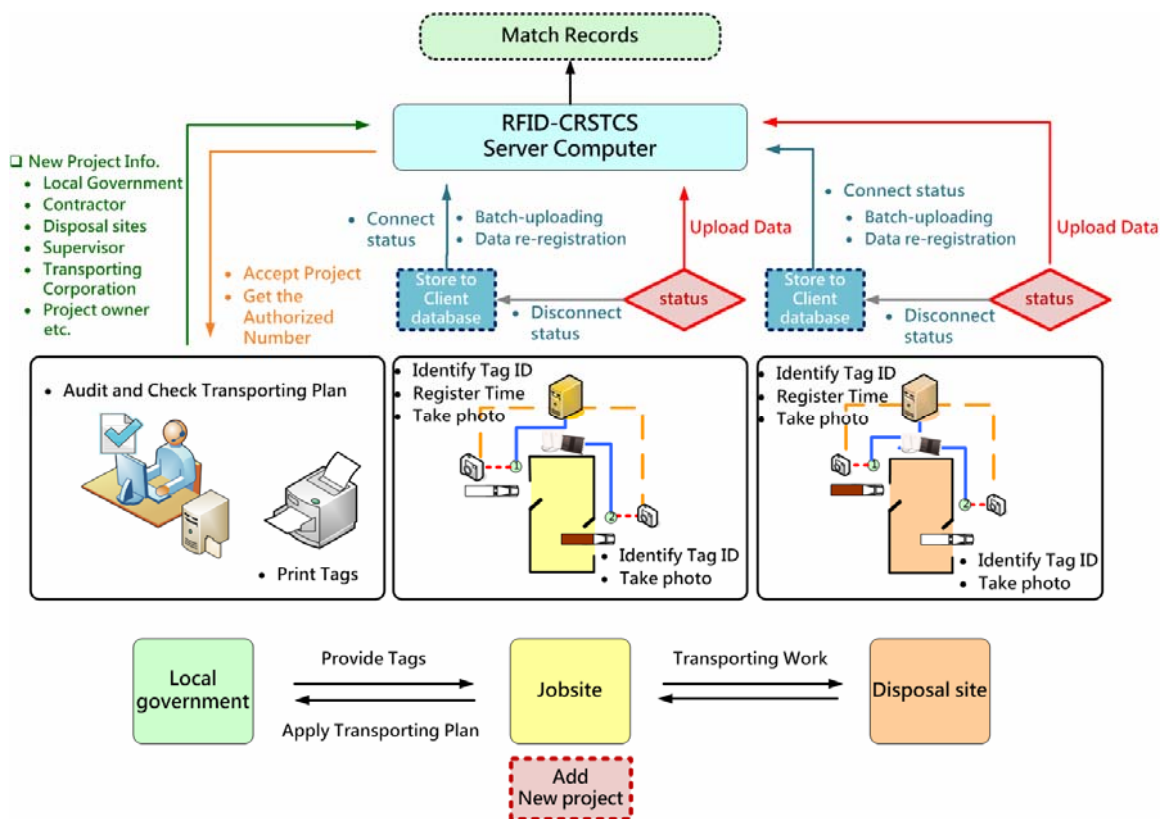 Match Records
RFID-CRSTCS
Server Computer
❑ New Project Info.
• Local Government
• Contractor
• Disposal sites
• Supervisor
• Transporting
Corporation
• Project owner
etc.
• Accept Project
• Get the
Authorized
Number
• Connect
status
• Batch-uploading
• Data re-registration
Upload Data
Store to
Client
database
status
• Disconnect
status
• Connect status
• Batch-uploading
• Data re-registration
Upload Data
Store to
Client
database
status
• Disconnect
status
• Audit and Check Transporting Plan
• Print Tags
• Identify Tag ID
• Register Time
• Take photo
1
2
• Identify Tag ID
• Take photo
• Identify Tag ID
• Register Time
• Take photo
1
2
• Identify Tag ID
• Take photo
Local
government
Provide Tags
Apply Transporting Plan
Jobsite
Transporting Work
Disposal site
Add
New project